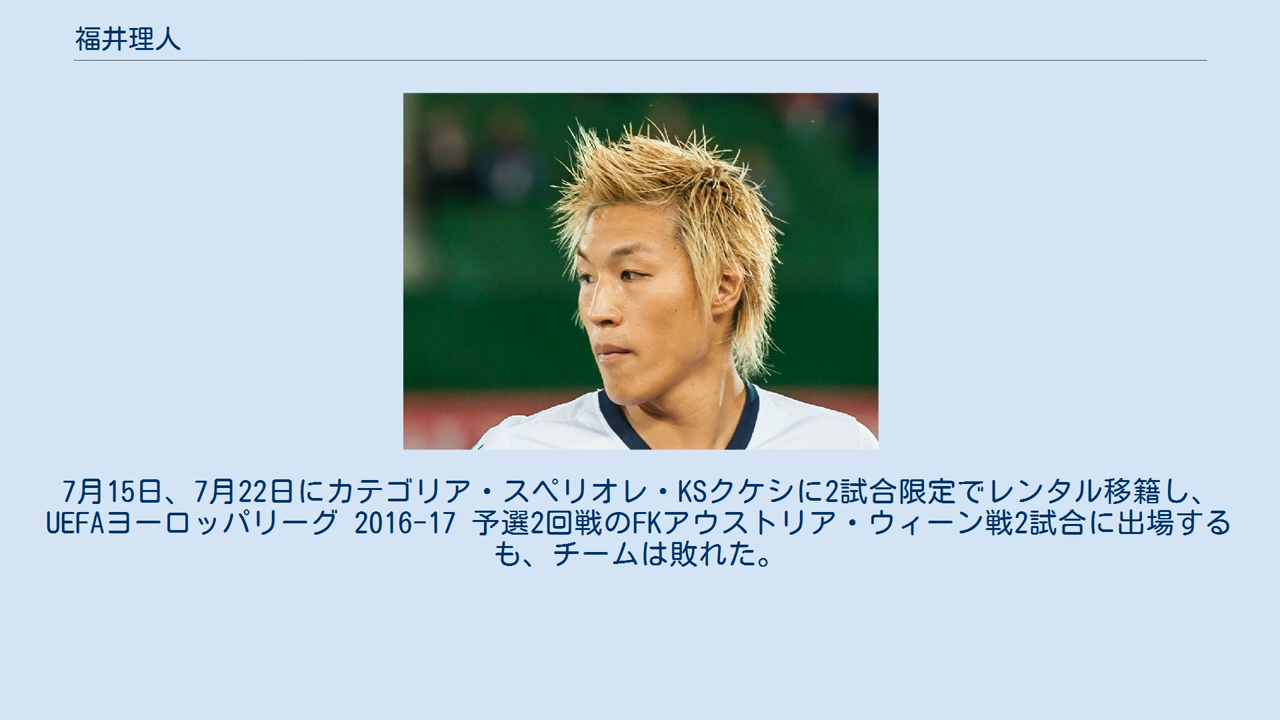 福井理人
7月15日、7月22日にカテゴリア・スペリオレ・KSクケシに2試合限定でレンタル移籍し、
UEFAヨーロッパリーグ 2016-17 予選2回戦のFKアウストリア・ウィーン戦2試合に出場する
も、チームは敗れた。